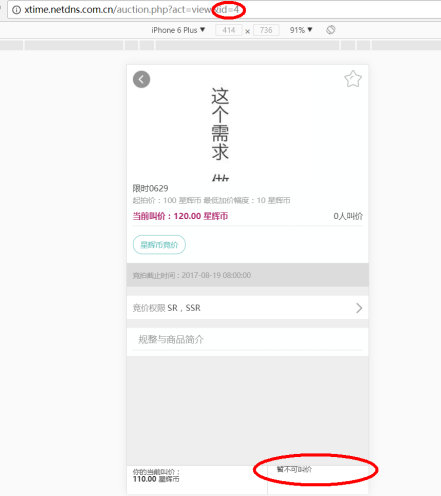 xtime.netdns.com.cn/auction.php?act=view&id=4
iPhone 6 Plus ▼ 414 × 736 91% ▼
这个需求 做
限时0629
起拍价：100 星辉币 最低加价幅度：10 星辉币
当前叫价：120.00 星辉币 0人叫价
星辉币竞价
竞拍截止时间：2017-08-19 08:00:00
竞价权限 SR，SSR
规整与商品简介
你的当前叫价：
110.00 星辉币
暂不可叫价